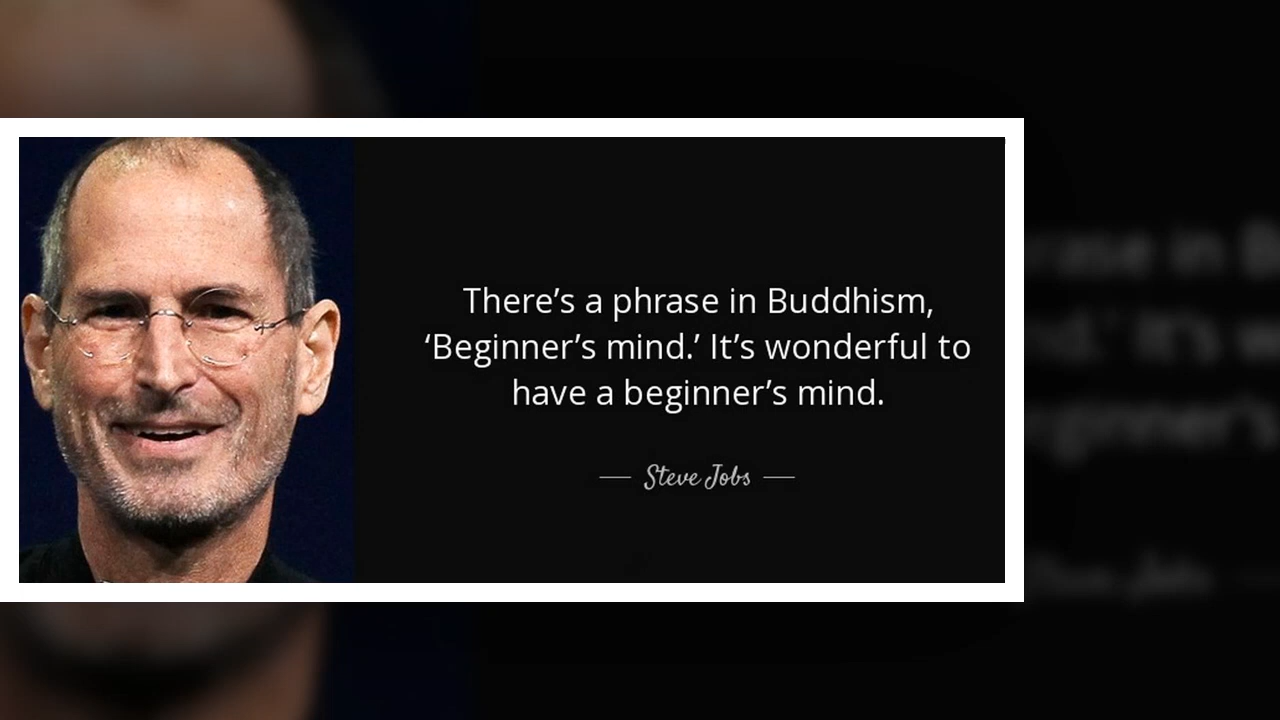 There’s a phrase in Buddhism,
‘Beginner’s mind.’ It’s wonderful to
have a beginner’s mind.
— Steve Jobs —